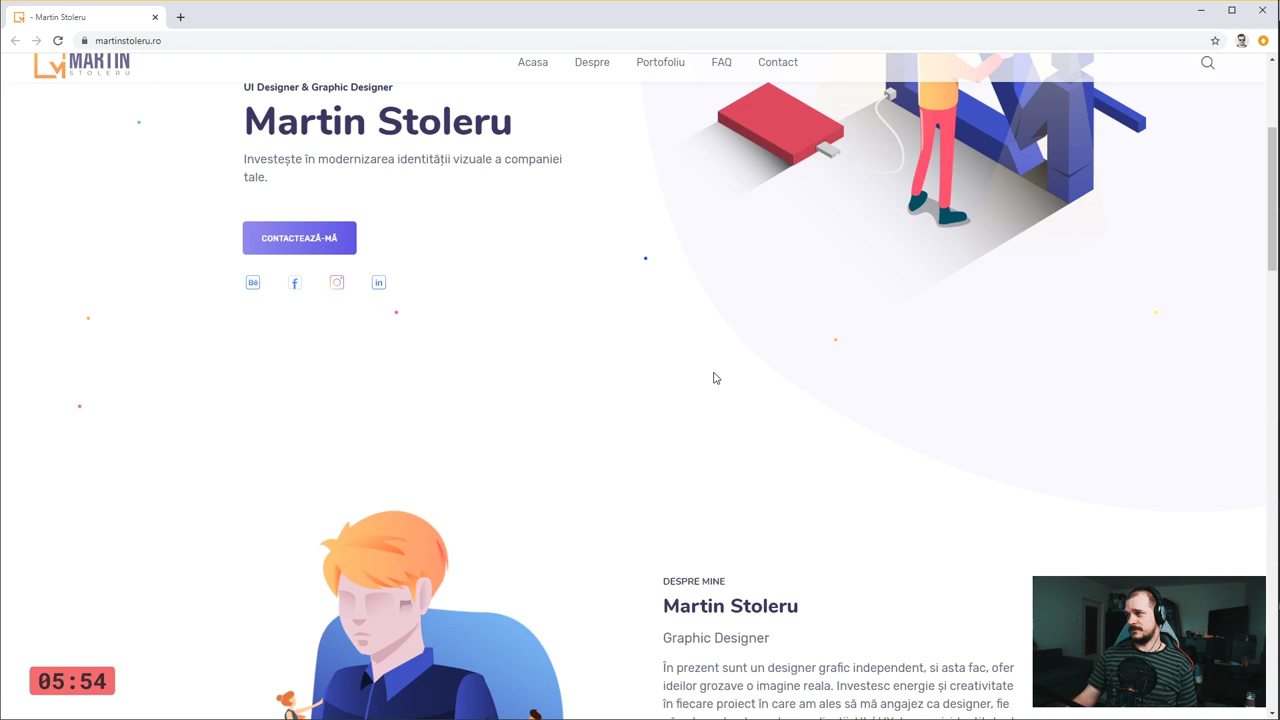 - Martin Stoleru
martinstoleru.ro
MARTIN
STOLERU
Acasa Despre Portofoliu FAQ Contact
UI Designer & Graphic Designer
Martin Stoleru
Investește în modernizarea identității vizuale a companiei
tale.
CONTACTEAZĂ-MĂ
Bē f in
DESPRE MINE
Martin Stoleru
Graphic Designer
În prezent sunt un designer grafic independent, si asta fac, ofer
ideilor grozave o imagine reala. Investesc energie și creativitate
în fiecare proiect în care am ales să mă angajez ca designer, fie
05:54